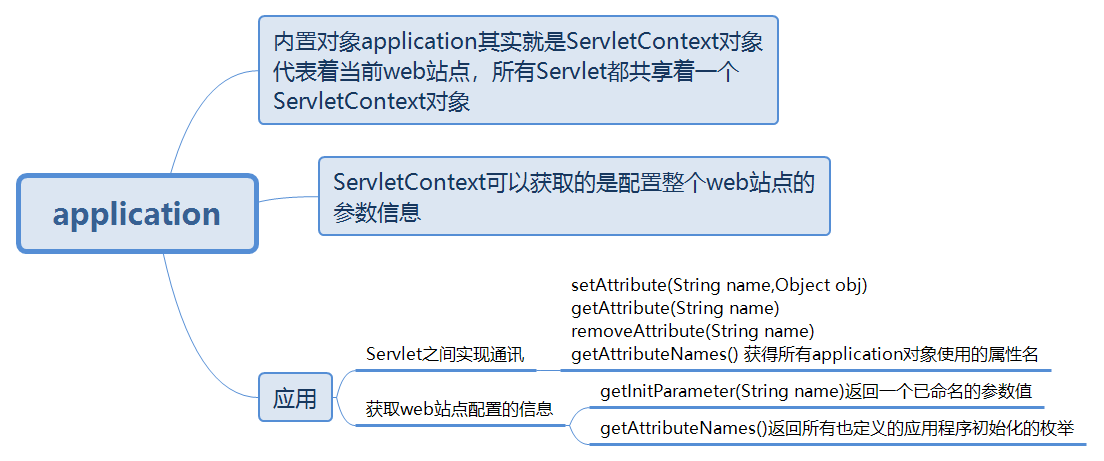 内置对象application其实就是ServletContext对象
代表着当前web站点，所有Servlet都共享着一个
ServletContext对象
ServletContext可以获取的是配置整个web站点的
参数信息
application
setAttribute(String name,Object obj)
getAttribute(String name)
removeAttribute(String name)
getAttributeNames() 获得所有application对象使用的属性名
Servlet之间实现通讯
应用
getInitParameter(String name)返回一个已命名的参数值
获取web站点配置的信息
getAttributeNames()返回所有也定义的应用程序初始化的枚举